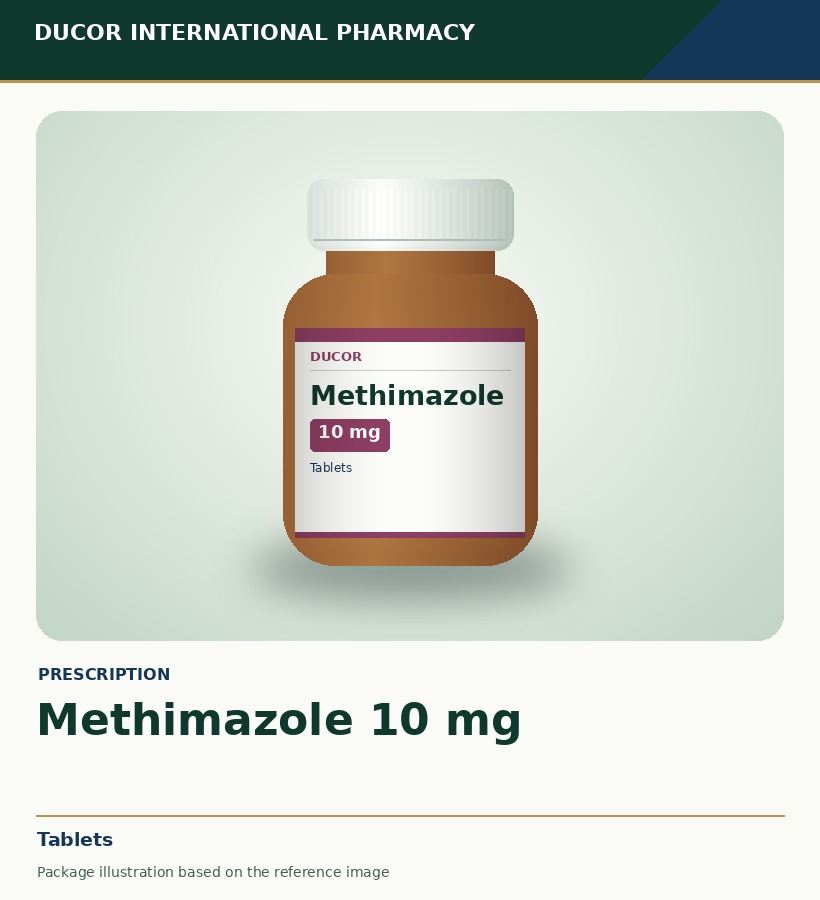 DUCOR INTERNATIONAL PHARMACY
DUCOR
Methimazole
10 mg
Tablets
PRESCRIPTION
Methimazole 10 mg
Tablets
Package illustration based on the reference image